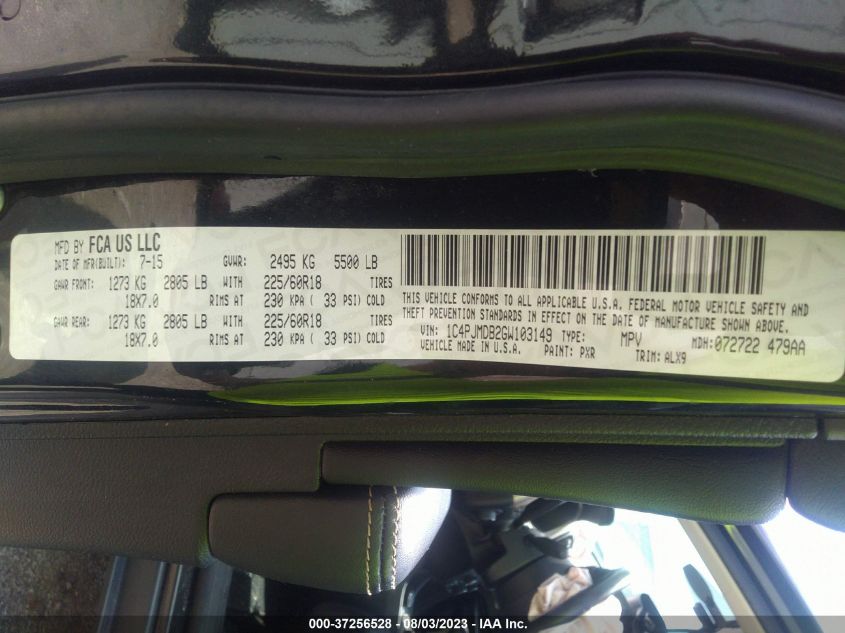 MFD BY FCA US LLC
DATE OF MFR(BUILT): 7-15 GVWR: 2495 KG 5500 LB
GAWR FRONT: 1273 KG 2805 LB WITH 225/60R18 TIRES
18X7.0 RIMS AT 230 KPA ( 33 PSI) COLD
GAWR REAR: 1273 KG 2805 LB WITH 225/60R18 TIRES
18X7.0 RIMS AT 230 KPA ( 33 PSI) COLD
THIS VEHICLE CONFORMS TO ALL APPLICABLE U.S.A. FEDERAL MOTOR VEHICLE SAFETY AND
THEFT PREVENTION STANDARDS IN EFFECT ON THE DATE OF MANUFACTURE SHOWN ABOVE.
VIN: 1C4PJMDB2GW103149 TYPE: MPV MDH: 072722 479AA
VEHICLE MADE IN U.S.A. PAINT: PXR TRIM: ALX9
000-37256528 - 08/03/2023 - © IAA Inc.